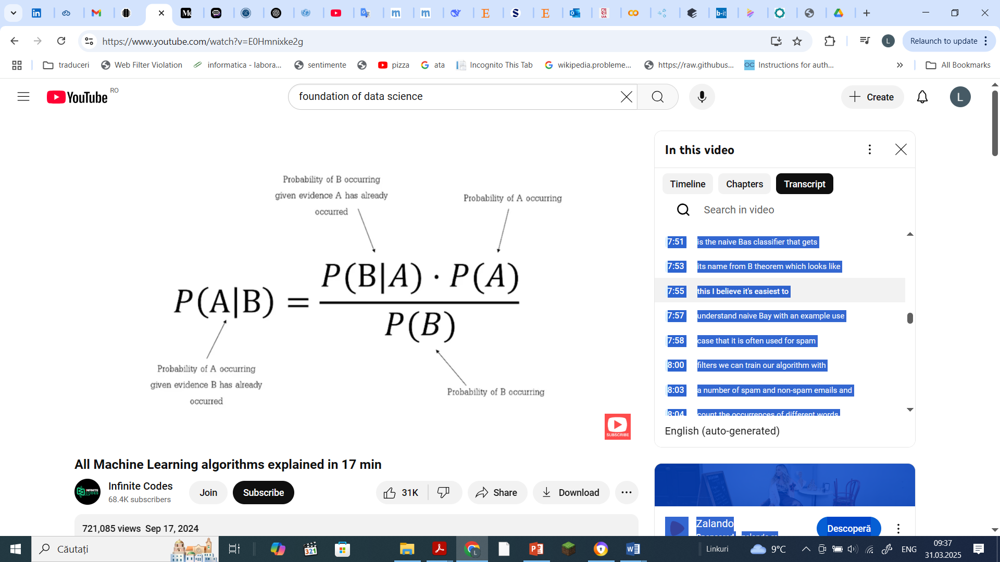 https://www.youtube.com/watch?v=E0Hmnixke2g
L
Relaunch to update
traduceri
Web Filter Violation
informatica - labora...
sentimente
pizza
ata
Incognito This Tab
wikipedia.probleme...
https://raw.githubus...
Instructions for auth...
All Bookmarks
YouTube RO
foundation of data science
Create
L
Probability of B occurring
given evidence A has already
occurred
Probability of A occurring
P(A|B) = P(B|A) · P(A) / P(B)
Probability of A occurring
given evidence B has already
occurred
Probability of B occurring
SUBSCRIBE
In this video
Timeline
Chapters
Transcript
Search in video
7:51 is the naive Bas classifier that gets
7:53 its name from B theorem which looks like
7:55 this I believe it's easiest to
7:57 understand naive Bay with an example use
7:58 case that it is often used for spam
8:00 filters we can train our algorithm with
8:03 a number of spam and non-spam emails and
8:04 count the occurrences of different words
English (auto-generated)
All Machine Learning algorithms explained in 17 min
INFINITE CODES
Infinite Codes
68.4K subscribers
Join
Subscribe
31K
Share
Download
721,085 views Sep 17, 2024
Zalando
Descoperă
Căutați
Linkuri
9°C
ENG
09:37
31.03.2025